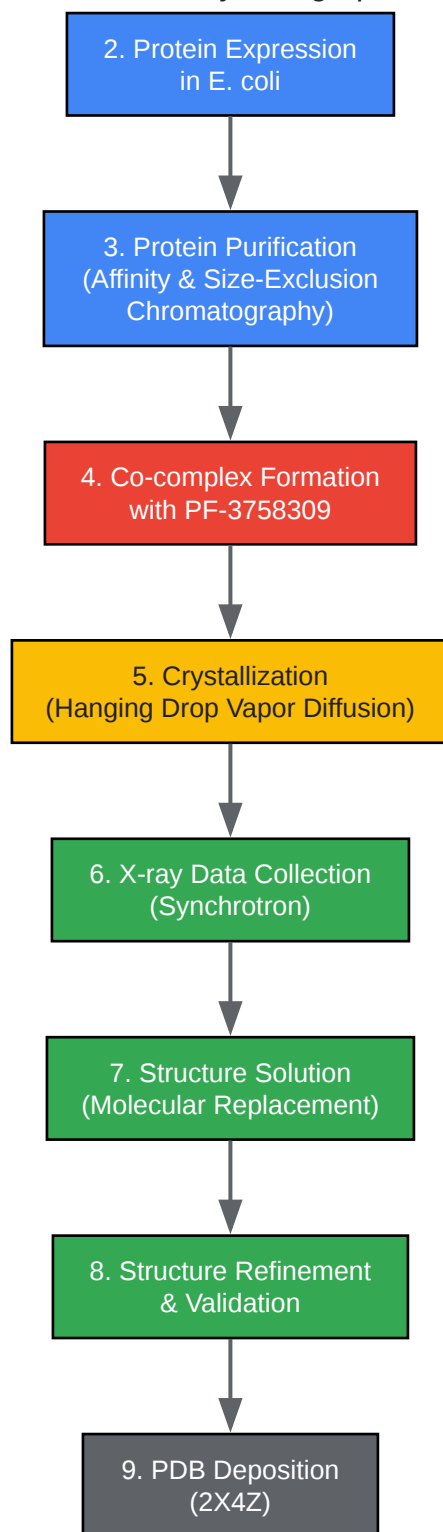 2. Protein Expression
in E. coli
3. Protein Purification
(Affinity & Size-Exclusion
Chromatography)
4. Co-complex Formation
with PF-3758309
5. Crystallization
(Hanging Drop Vapor Diffusion)
6. X-ray Data Collection
(Synchrotron)
7. Structure Solution
(Molecular Replacement)
8. Structure Refinement
& Validation
9. PDB Deposition
(2X4Z)